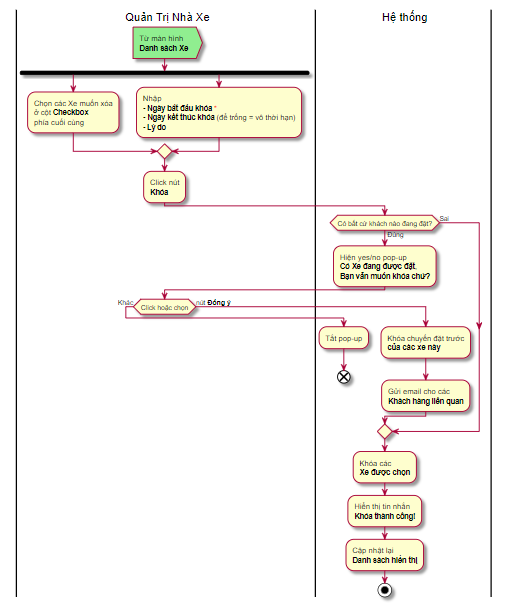 Quản Trị Nhà Xe
Hệ thống
Từ màn hình
Danh sách Xe
Chọn các Xe muốn xóa
ở cột Checkbox
phía cuối cùng
Nhập
- Ngày bắt đầu khóa *
- Ngày kết thúc khóa (để trống = vô thời hạn)
- Lý do
Click nút
Khóa
Có bất cứ khách nào đang đặt?
Sai
Đúng
Hiện yes/no pop-up
Có Xe đang được đặt.
Bạn vẫn muốn khóa chứ?
Khác
Click hoặc chọn
nút Đồng ý
Tắt pop-up
Khóa chuyến đặt trước
của các xe này
Gửi email cho các
Khách hàng liên quan
Khóa các
Xe được chọn
Hiển thị tin nhắn
Khóa thành công!
Cập nhật lại
Danh sách hiển thị